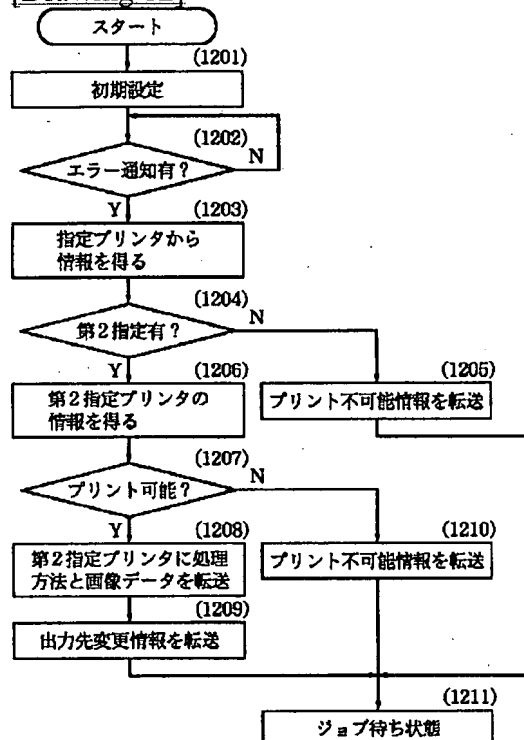 スタート
(1201)
初期設定
(1202)
エラー通知有?
N
Y
(1203)
指定プリンタから
情報を得る
(1204)
第2指定有?
N
Y
(1206)
第2指定プリンタの
情報を得る
(1205)
プリント不可能情報を転送
(1207)
プリント可能?
N
Y
(1208)
第2指定プリンタに処理
方法と画像データを転送
(1210)
プリント不可能情報を転送
(1209)
出力先変更情報を転送
(1211)
ジョブ待ち状態